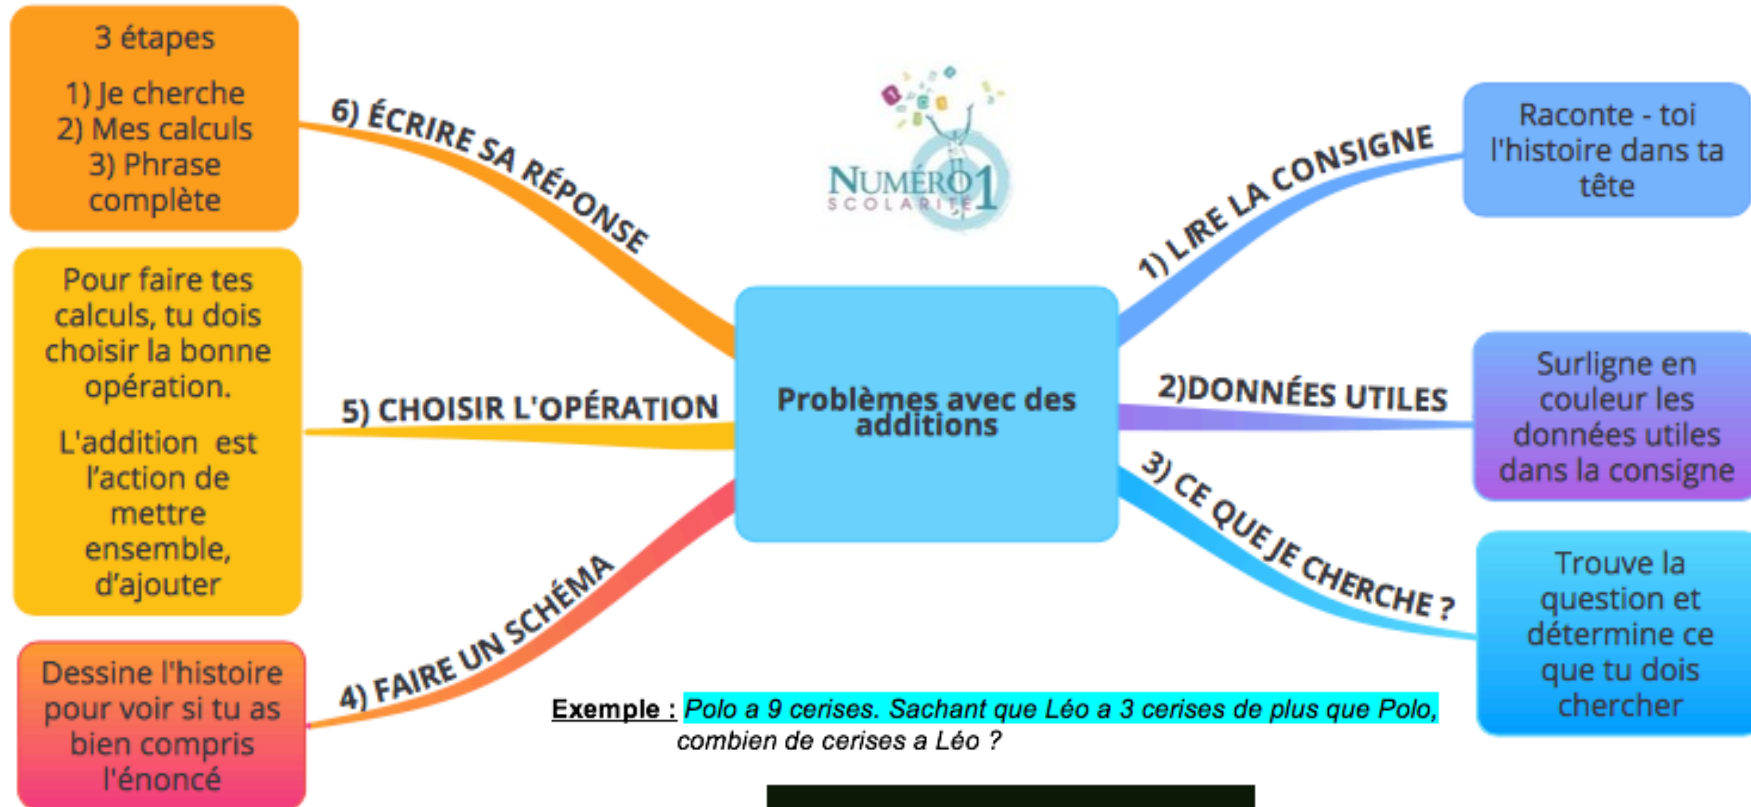 3 étapes
1) Je cherche
2) Mes calculs
3) Phrase
complète
6) ÉCRIRE SA RÉPONSE
NUMÉRO1
SCOLARITÉ
1) LIRE LA CONSIGNE
Raconte - toi
l'histoire dans ta
tête
Pour faire tes
calculs, tu dois
choisir la bonne
opération.
L'addition est
l’action de
mettre
ensemble,
d’ajouter
5) CHOISIR L'OPÉRATION
Problèmes avec des
additions
2)DONNÉES UTILES
Surligne en
couleur les
données utiles
dans la consigne
3) CE QUE JE CHERCHE ?
Trouve la
question et
détermine ce
que tu dois
chercher
4) FAIRE UN SCHÉMA
Dessine l'histoire
pour voir si tu as
bien compris
l'énoncé
Exemple : Polo a 9 cerises. Sachant que Léo a 3 cerises de plus que Polo,
combien de cerises a Léo ?